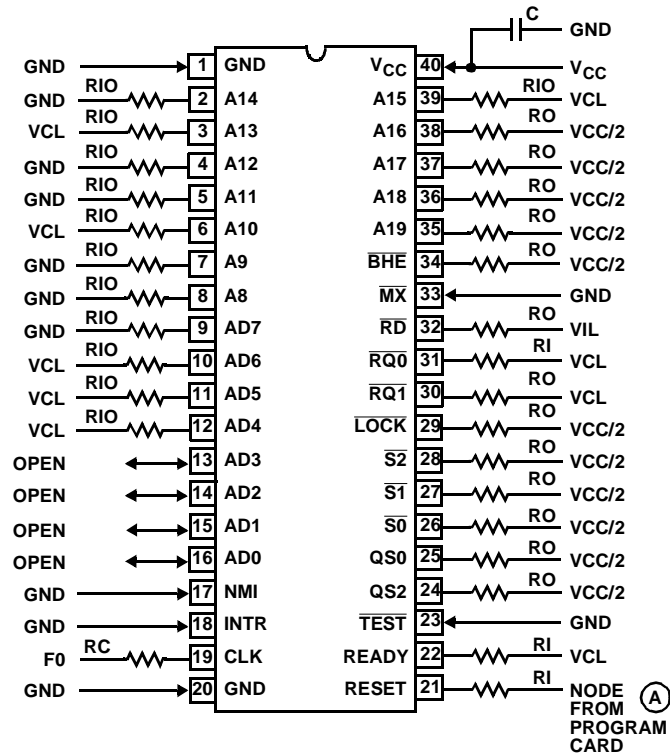 C GND
GND 1 GND VCC 40 VCC
GND RIO 2 A14 A15 39 RIO VCL
VCL RIO 3 A13 A16 38 RO VCC/2
GND RIO 4 A12 A17 37 RO VCC/2
GND RIO 5 A11 A18 36 RO VCC/2
VCL RIO 6 A10 A19 35 RO VCC/2
GND RIO 7 A9 BHE 34 RO VCC/2
GND RIO 8 A8 MX 33 GND
GND RIO 9 AD7 RD 32 RO VIL
VCL RIO 10 AD6 RQ0 31 RI VCL
VCL RIO 11 AD5 RQ1 30 RO VCL
VCL RIO 12 AD4 LOCK 29 RO VCC/2
OPEN 13 AD3 S2 28 RO VCC/2
OPEN 14 AD2 S1 27 RO VCC/2
OPEN 15 AD1 S0 26 RO VCC/2
OPEN 16 AD0 QS0 25 RO VCC/2
GND 17 NMI QS2 24 RO VCC/2
GND 18 INTR TEST 23 GND
F0 RC 19 CLK READY 22 RI VCL
GND 20 GND RESET 21 RI NODE A
FROM
PROGRAM
CARD